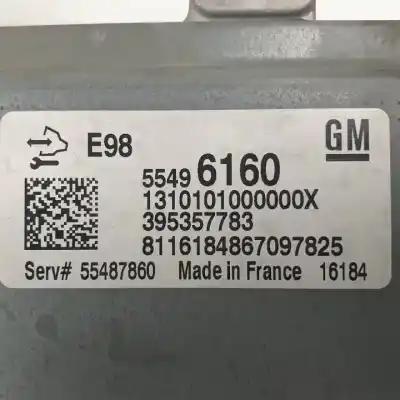 E98
GM
5549 6160
1310101000000X
395357783
8116184867097825
Serv# 55487860 Made in France 16184